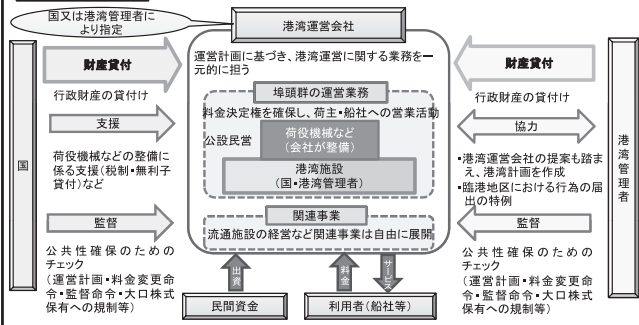 国又は港湾管理者に
より指定
港湾運営会社
国
財産貸付
行政財産の貸付け
支援
荷役機械などの整備に
係る支援(税制・無利子
貸付)など
監督
公共性確保のための
チェック
(運営計画・料金変更命
令・監督命令・大口株式
保有への規制等)
運営計画に基づき、港湾運営に関する業務を一
元的に担う
埠頭群の運営業務
料金決定権を確保し、荷主・船社への営業活動
公設民営
荷役機械など
(会社が整備)
港湾施設
(国・港湾管理者)
関連事業
流通施設の経営など関連事業は自由に展開
出資
料金
サービス
民間資金
利用者(船社等)
財産貸付
行政財産の貸付け
協力
・港湾運営会社の提案も踏ま
え、港湾計画を作成
・臨港地区における行為の届
出の特例
監督
公共性確保のための
チェック
(運営計画・料金変更命
令・監督命令・大口株式
保有への規制等)
港湾管理者